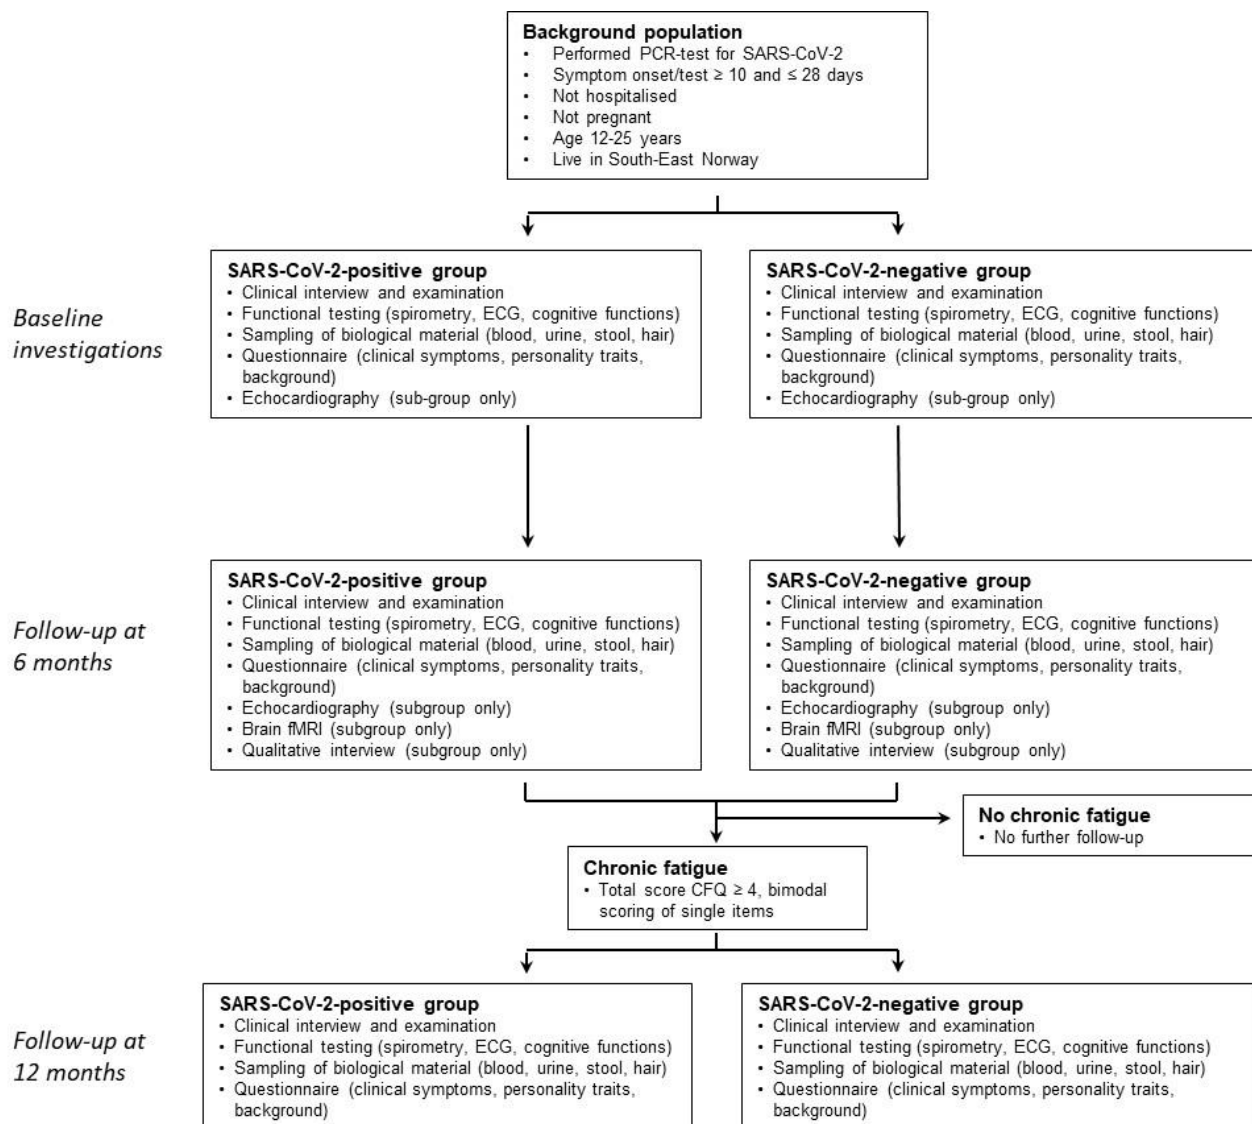 Background population
• Performed PCR-test for SARS-CoV-2
• Symptom onset/test ≥ 10 and ≤ 28 days
• Not hospitalised
• Not pregnant
• Age 12-25 years
• Live in South-East Norway
Baseline
investigations
SARS-CoV-2-positive group
• Clinical interview and examination
• Functional testing (spirometry, ECG, cognitive functions)
• Sampling of biological material (blood, urine, stool, hair)
• Questionnaire (clinical symptoms, personality traits,
background)
• Echocardiography (sub-group only)
SARS-CoV-2-negative group
• Clinical interview and examination
• Functional testing (spirometry, ECG, cognitive functions)
• Sampling of biological material (blood, urine, stool, hair)
• Questionnaire (clinical symptoms, personality traits,
background)
• Echocardiography (sub-group only)
Follow-up at
6 months
SARS-CoV-2-positive group
• Clinical interview and examination
• Functional testing (spirometry, ECG, cognitive functions)
• Sampling of biological material (blood, urine, stool, hair)
• Questionnaire (clinical symptoms, personality traits,
background)
• Echocardiography (subgroup only)
• Brain fMRI (subgroup only)
• Qualitative interview (subgroup only)
SARS-CoV-2-negative group
• Clinical interview and examination
• Functional testing (spirometry, ECG, cognitive functions)
• Sampling of biological material (blood, urine, stool, hair)
• Questionnaire (clinical symptoms, personality traits,
background)
• Echocardiography (subgroup only)
• Brain fMRI (subgroup only)
• Qualitative interview (subgroup only)
No chronic fatigue
• No further follow-up
Chronic fatigue
• Total score CFQ ≥ 4, bimodal
scoring of single items
Follow-up at
12 months
SARS-CoV-2-positive group
• Clinical interview and examination
• Functional testing (spirometry, ECG, cognitive functions)
• Sampling of biological material (blood, urine, stool, hair)
• Questionnaire (clinical symptoms, personality traits,
background)
SARS-CoV-2-negative group
• Clinical interview and examination
• Functional testing (spirometry, ECG, cognitive functions)
• Sampling of biological material (blood, urine, stool, hair)
• Questionnaire (clinical symptoms, personality traits,
background)